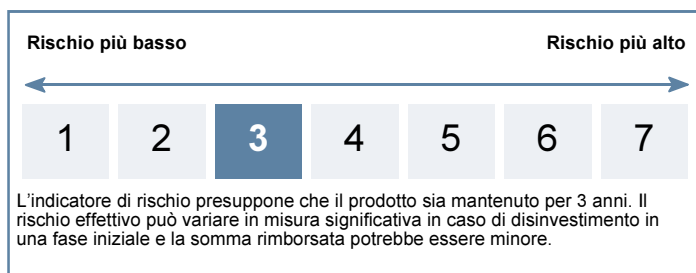 Rischio più basso Rischio più alto
1 2 3 4 5 6 7
L'indicatore di rischio presuppone che il prodotto sia mantenuto per 3 anni. Il
rischio effettivo può variare in misura significativa in caso di disinvestimento in
una fase iniziale e la somma rimborsata potrebbe essere minore.